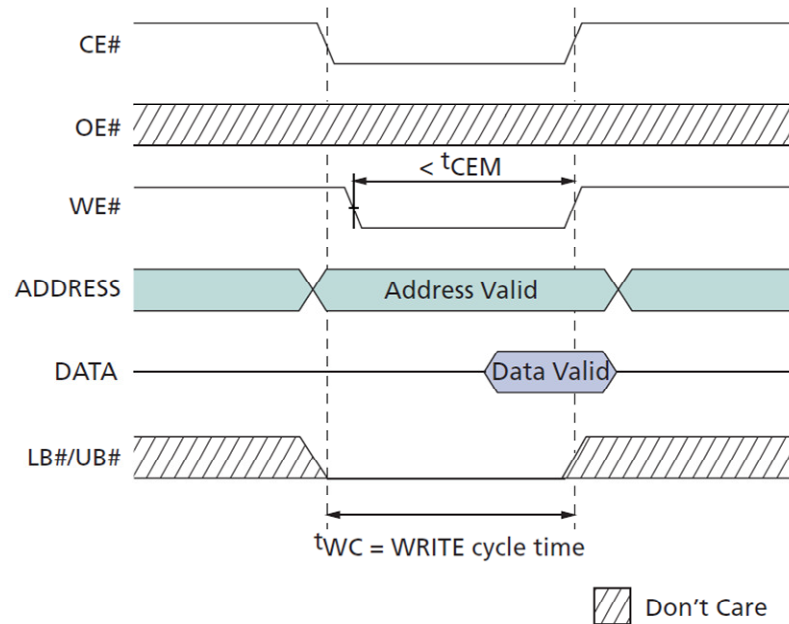 CE#
OE#
< tCEM
WE#
ADDRESS
Address Valid
DATA
Data Valid
LB#/UB#
tWC = WRITE cycle time
Don't Care